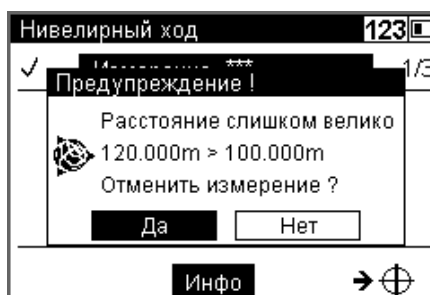 Нивелирный ход 123
1/3
Предупреждение !
Расстояние слишком велико
120.000m > 100.000m
Отменить измерение ?
Да Нет
Инфо